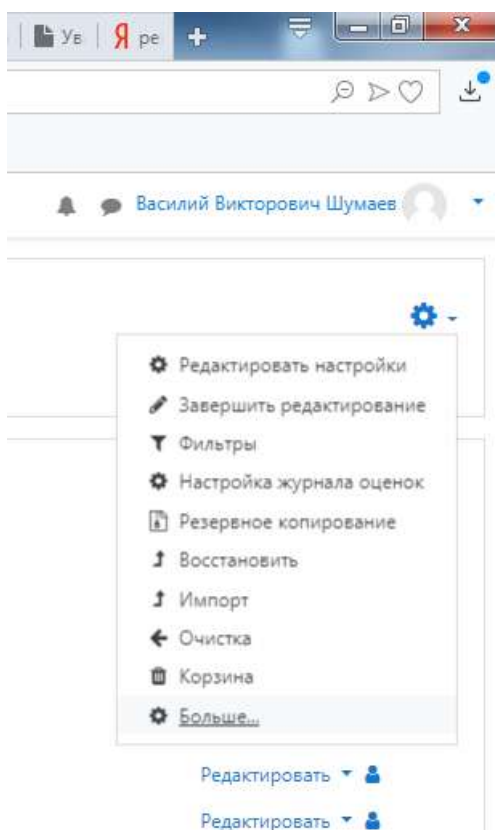 Ув Я ре
Василий Викторович Шумаев
Редактировать настройки
Завершить редактирование
Фильтры
Настройка журнала оценок
Резервное копирование
Восстановить
Импорт
Очистка
Корзина
Больше...
Редактировать
Редактировать